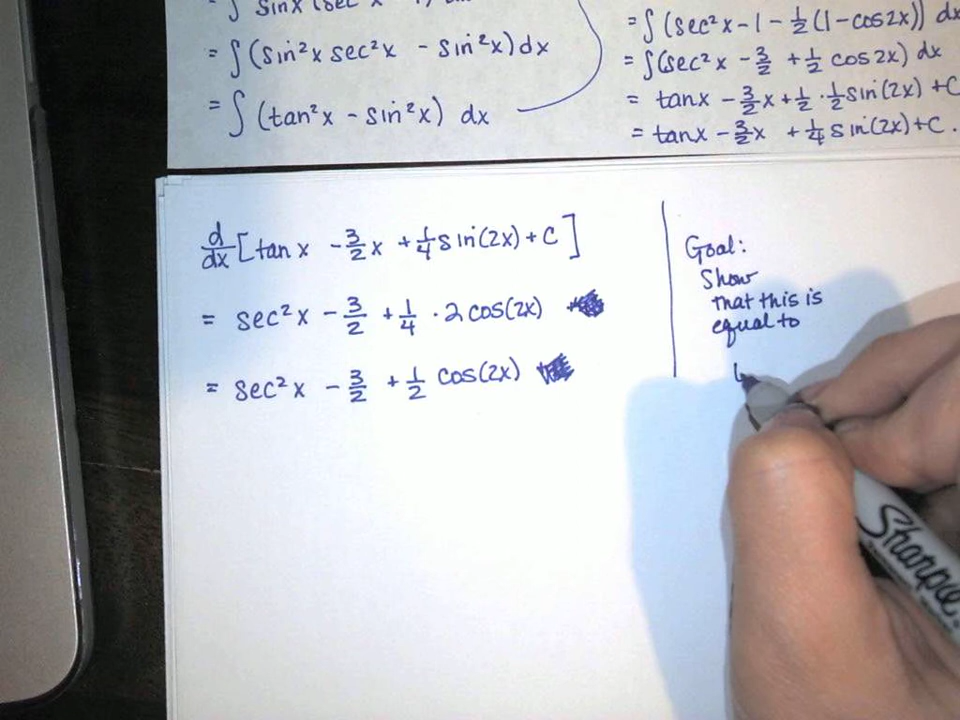 = ∫ (sin²x sec²x - sin²x) dx
= ∫ (tan²x - sin²x) dx
= ∫ (sec²x - 1 - 1/2 (1 - cos2x)) dx
= ∫ (sec²x - 3/2 + 1/2 cos 2x) dx
= tanx - 3/2 x + 1/2 · 1/2 sin(2x) + C
= tanx - 3/2 x + 1/4 sin(2x) + C.
d/dx [tan x - 3/2 x + 1/4 sin(2x) + C]
= sec²x - 3/2 + 1/4 · 2 cos(2x)
= sec²x - 3/2 + 1/2 cos(2x)
Goal:
Show
that this is
equal to
Sharpie